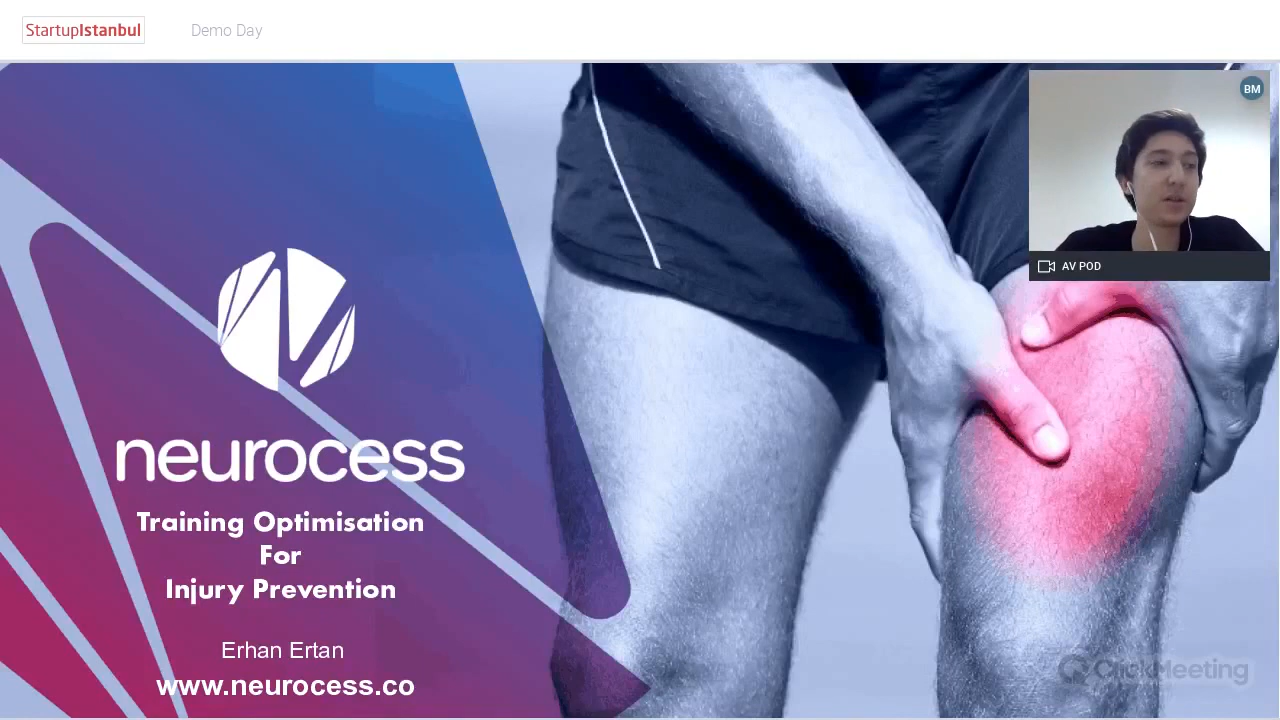 StartupIstanbul
Demo Day
BM
AV POD
neurocess
Training Optimisation
For
Injury Prevention
Erhan Ertan
www.neurocess.co
ClickMeeting